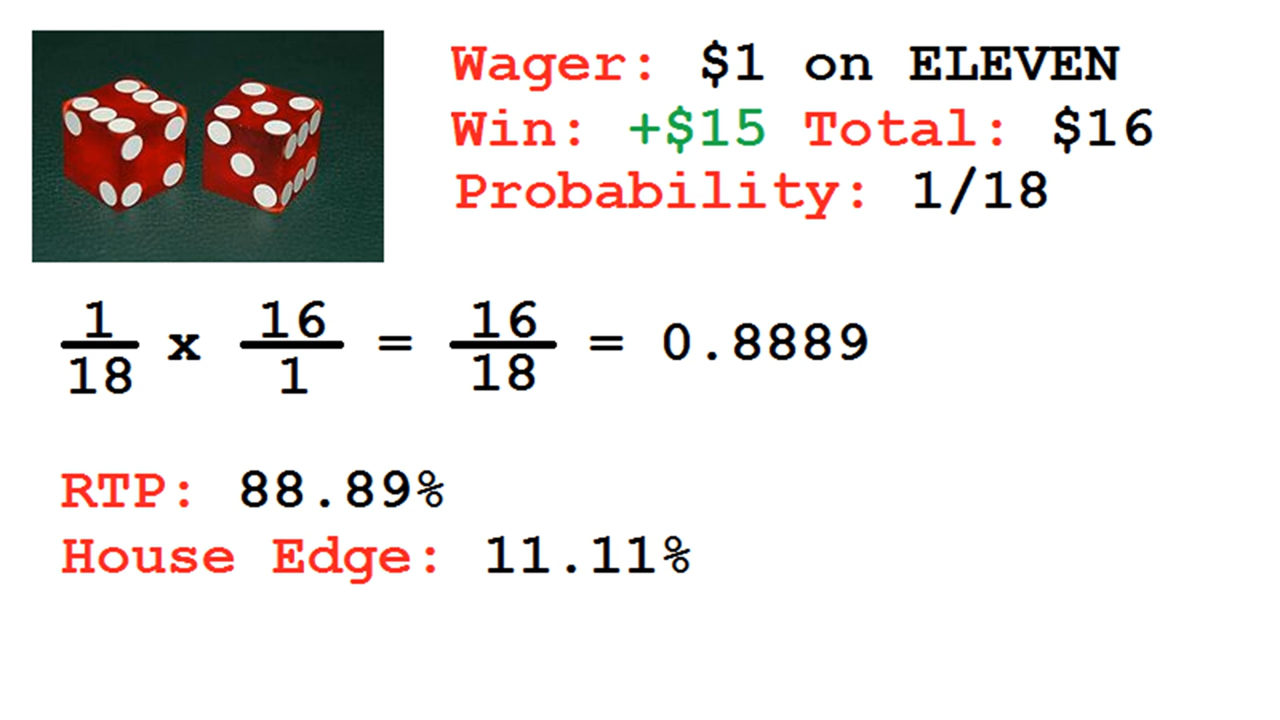 Wager: $1 on ELEVEN
Win: +$15 Total: $16
Probability: 1/18
1/18 x 16/1 = 16/18 = 0.8889
RTP: 88.89%
House Edge: 11.11%